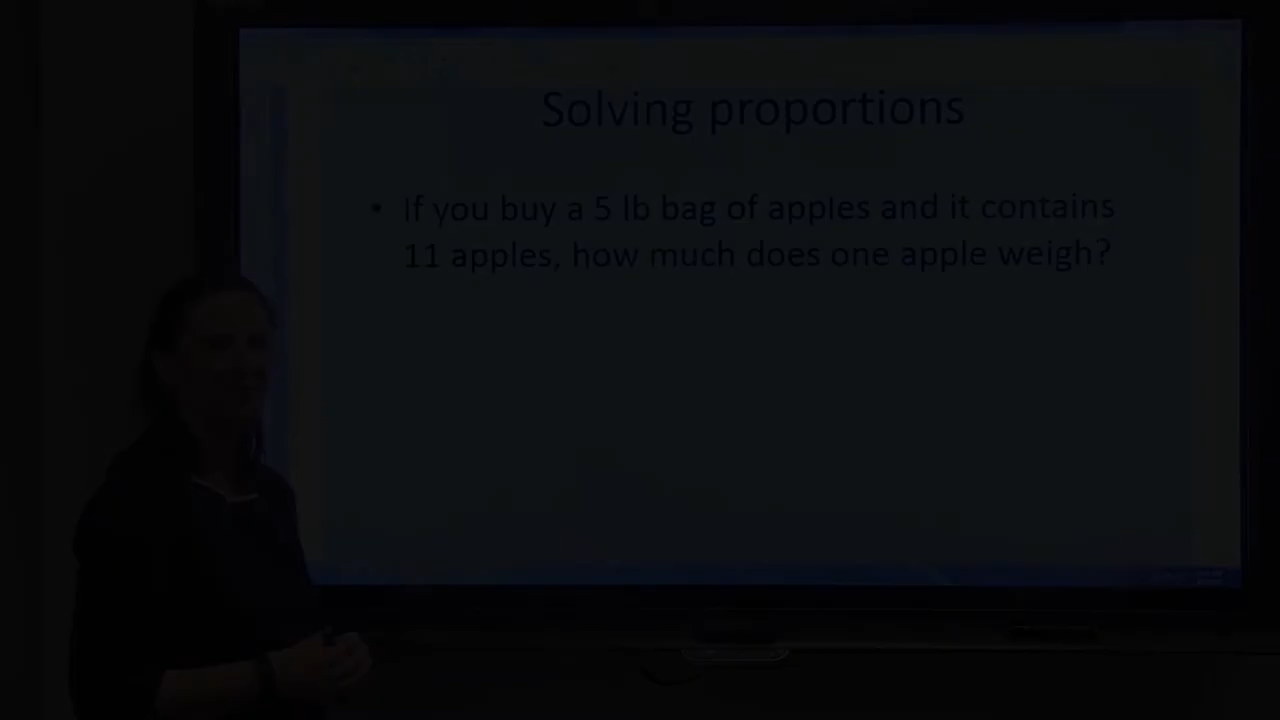 Solving proportions
• If you buy a 5 lb bag of apples and it contains
11 apples, how much does one apple weigh?